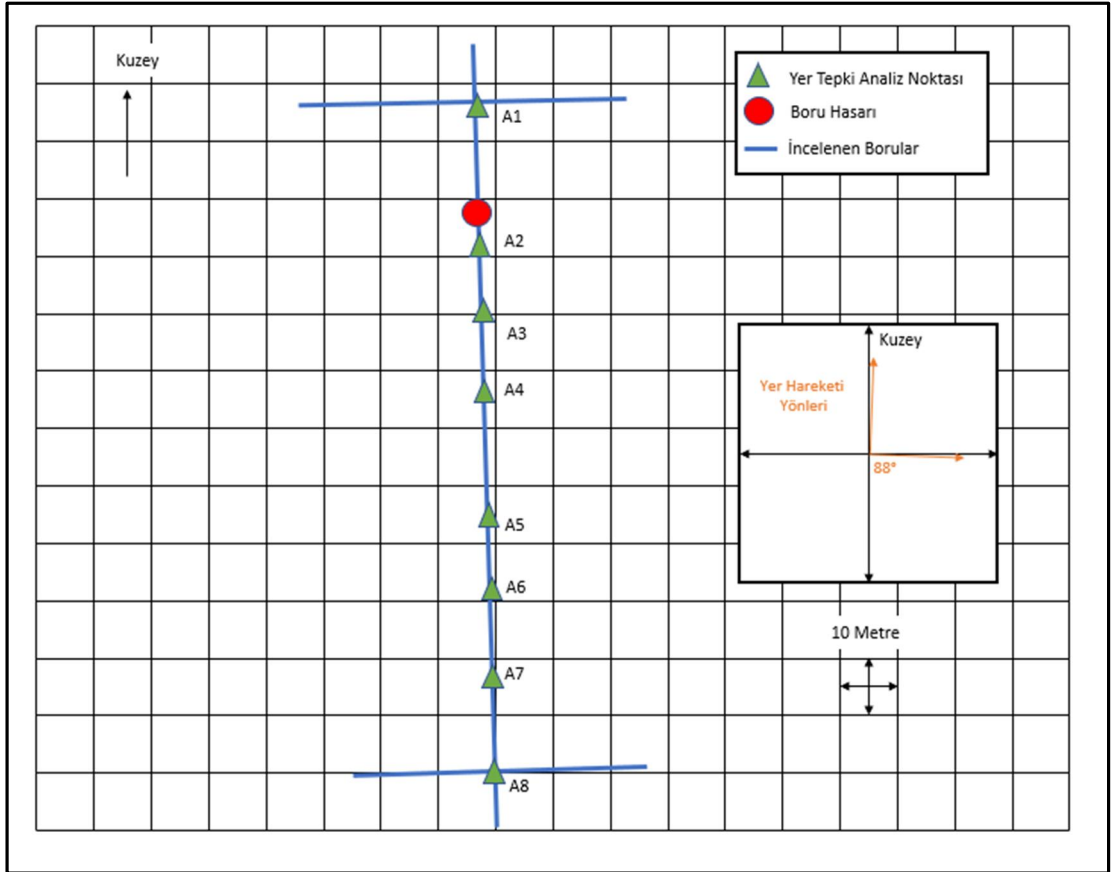 Kuzey
Yer Tepki Analiz Noktası
Boru Hasarı
İncelenen Borular
A1
A2
A3
A4
A5
A6
A7
A8
Kuzey
Yer Hareketi
Yönleri
88°
10 Metre